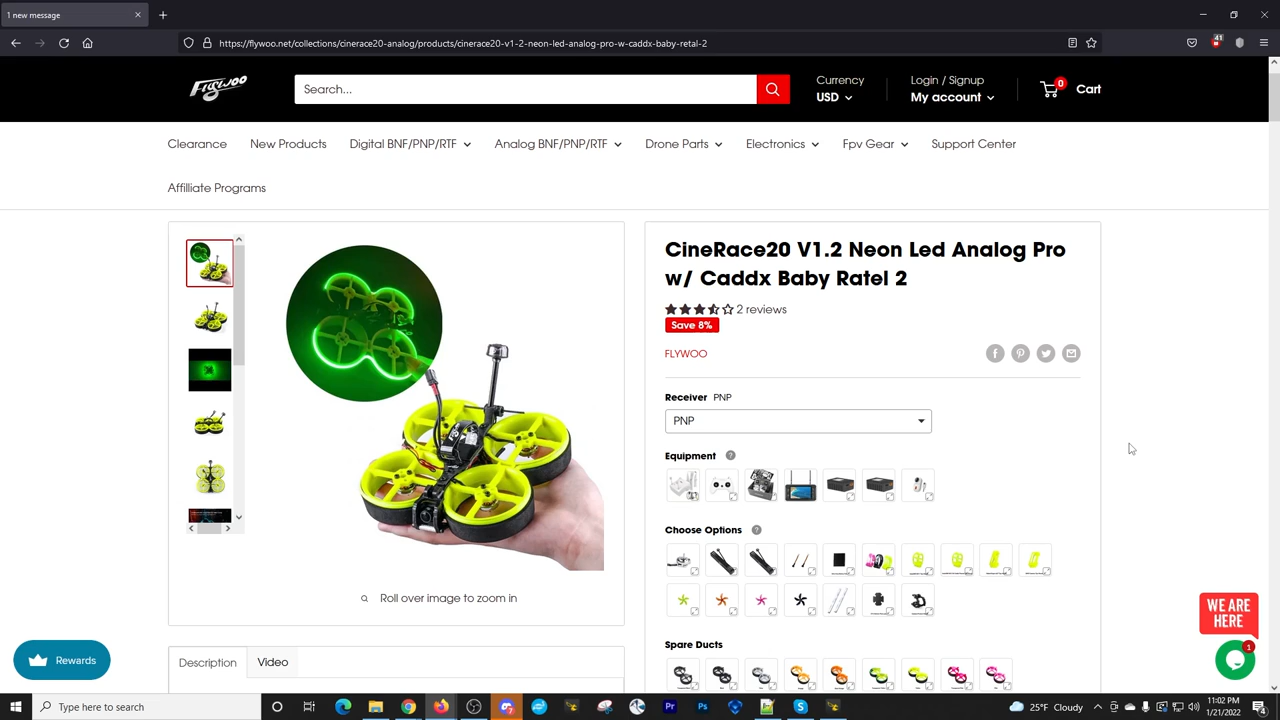 1 new message
https://flywoo.net/collections/cinerace20-analog/products/cinerace20-v1-2-neon-led-analog-pro-w-caddx-baby-retal-2
41
Flywoo
Search...
Currency
USD
Login / Signup
My account
0
Cart
Clearance
New Products
Digital BNF/PNP/RTF
Analog BNF/PNP/RTF
Drone Parts
Electronics
Fpv Gear
Support Center
Affilliate Programs
CineRace20 V1.2 Neon Led Analog Pro
w/ Caddx Baby Ratel 2
2 reviews
Save 8%
FLYWOO
Receiver PNP
PNP
Equipment ?
Choose Options ?
Spare Ducts
Roll over image to zoom in
Description
Video
Rewards
WE ARE
HERE
1
Type here to search
25°F Cloudy
11:02 PM
1/21/2022
4